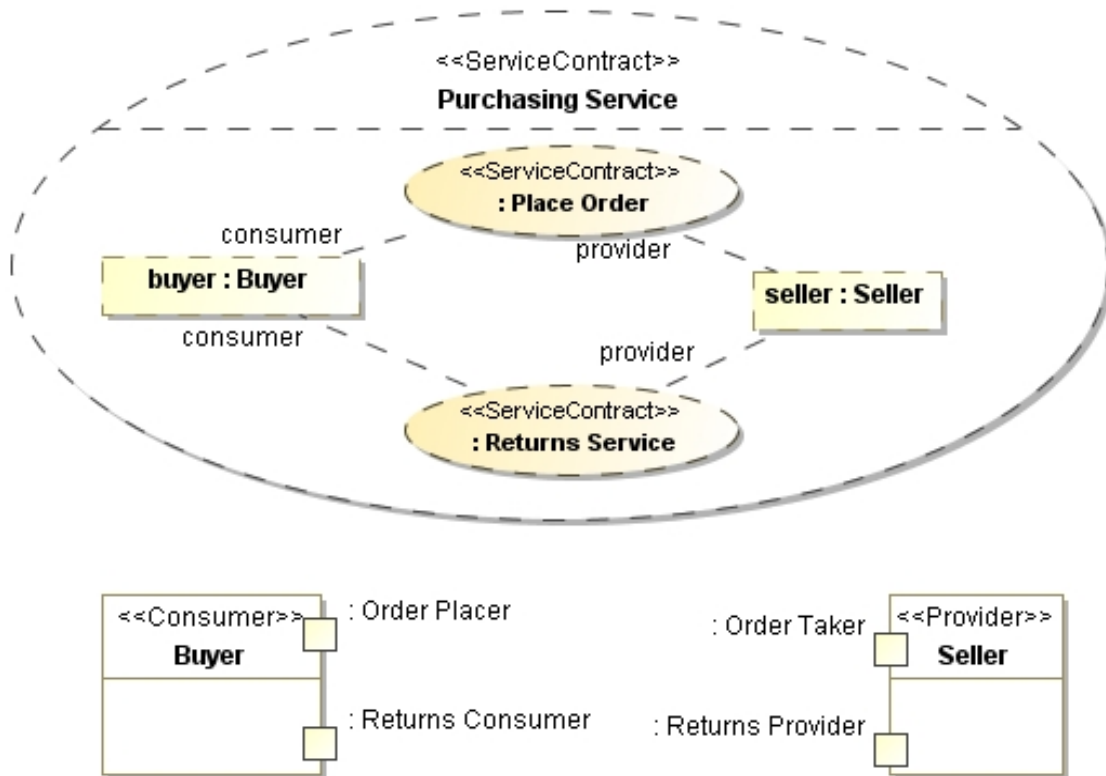 <<ServiceContract>>
Purchasing Service
<<ServiceContract>>
: Place Order
consumer
provider
buyer : Buyer
seller : Seller
consumer
provider
<<ServiceContract>>
: Returns Service
<<Consumer>>
Buyer
: Order Placer
: Returns Consumer
: Order Taker
<<Provider>>
Seller
: Returns Provider